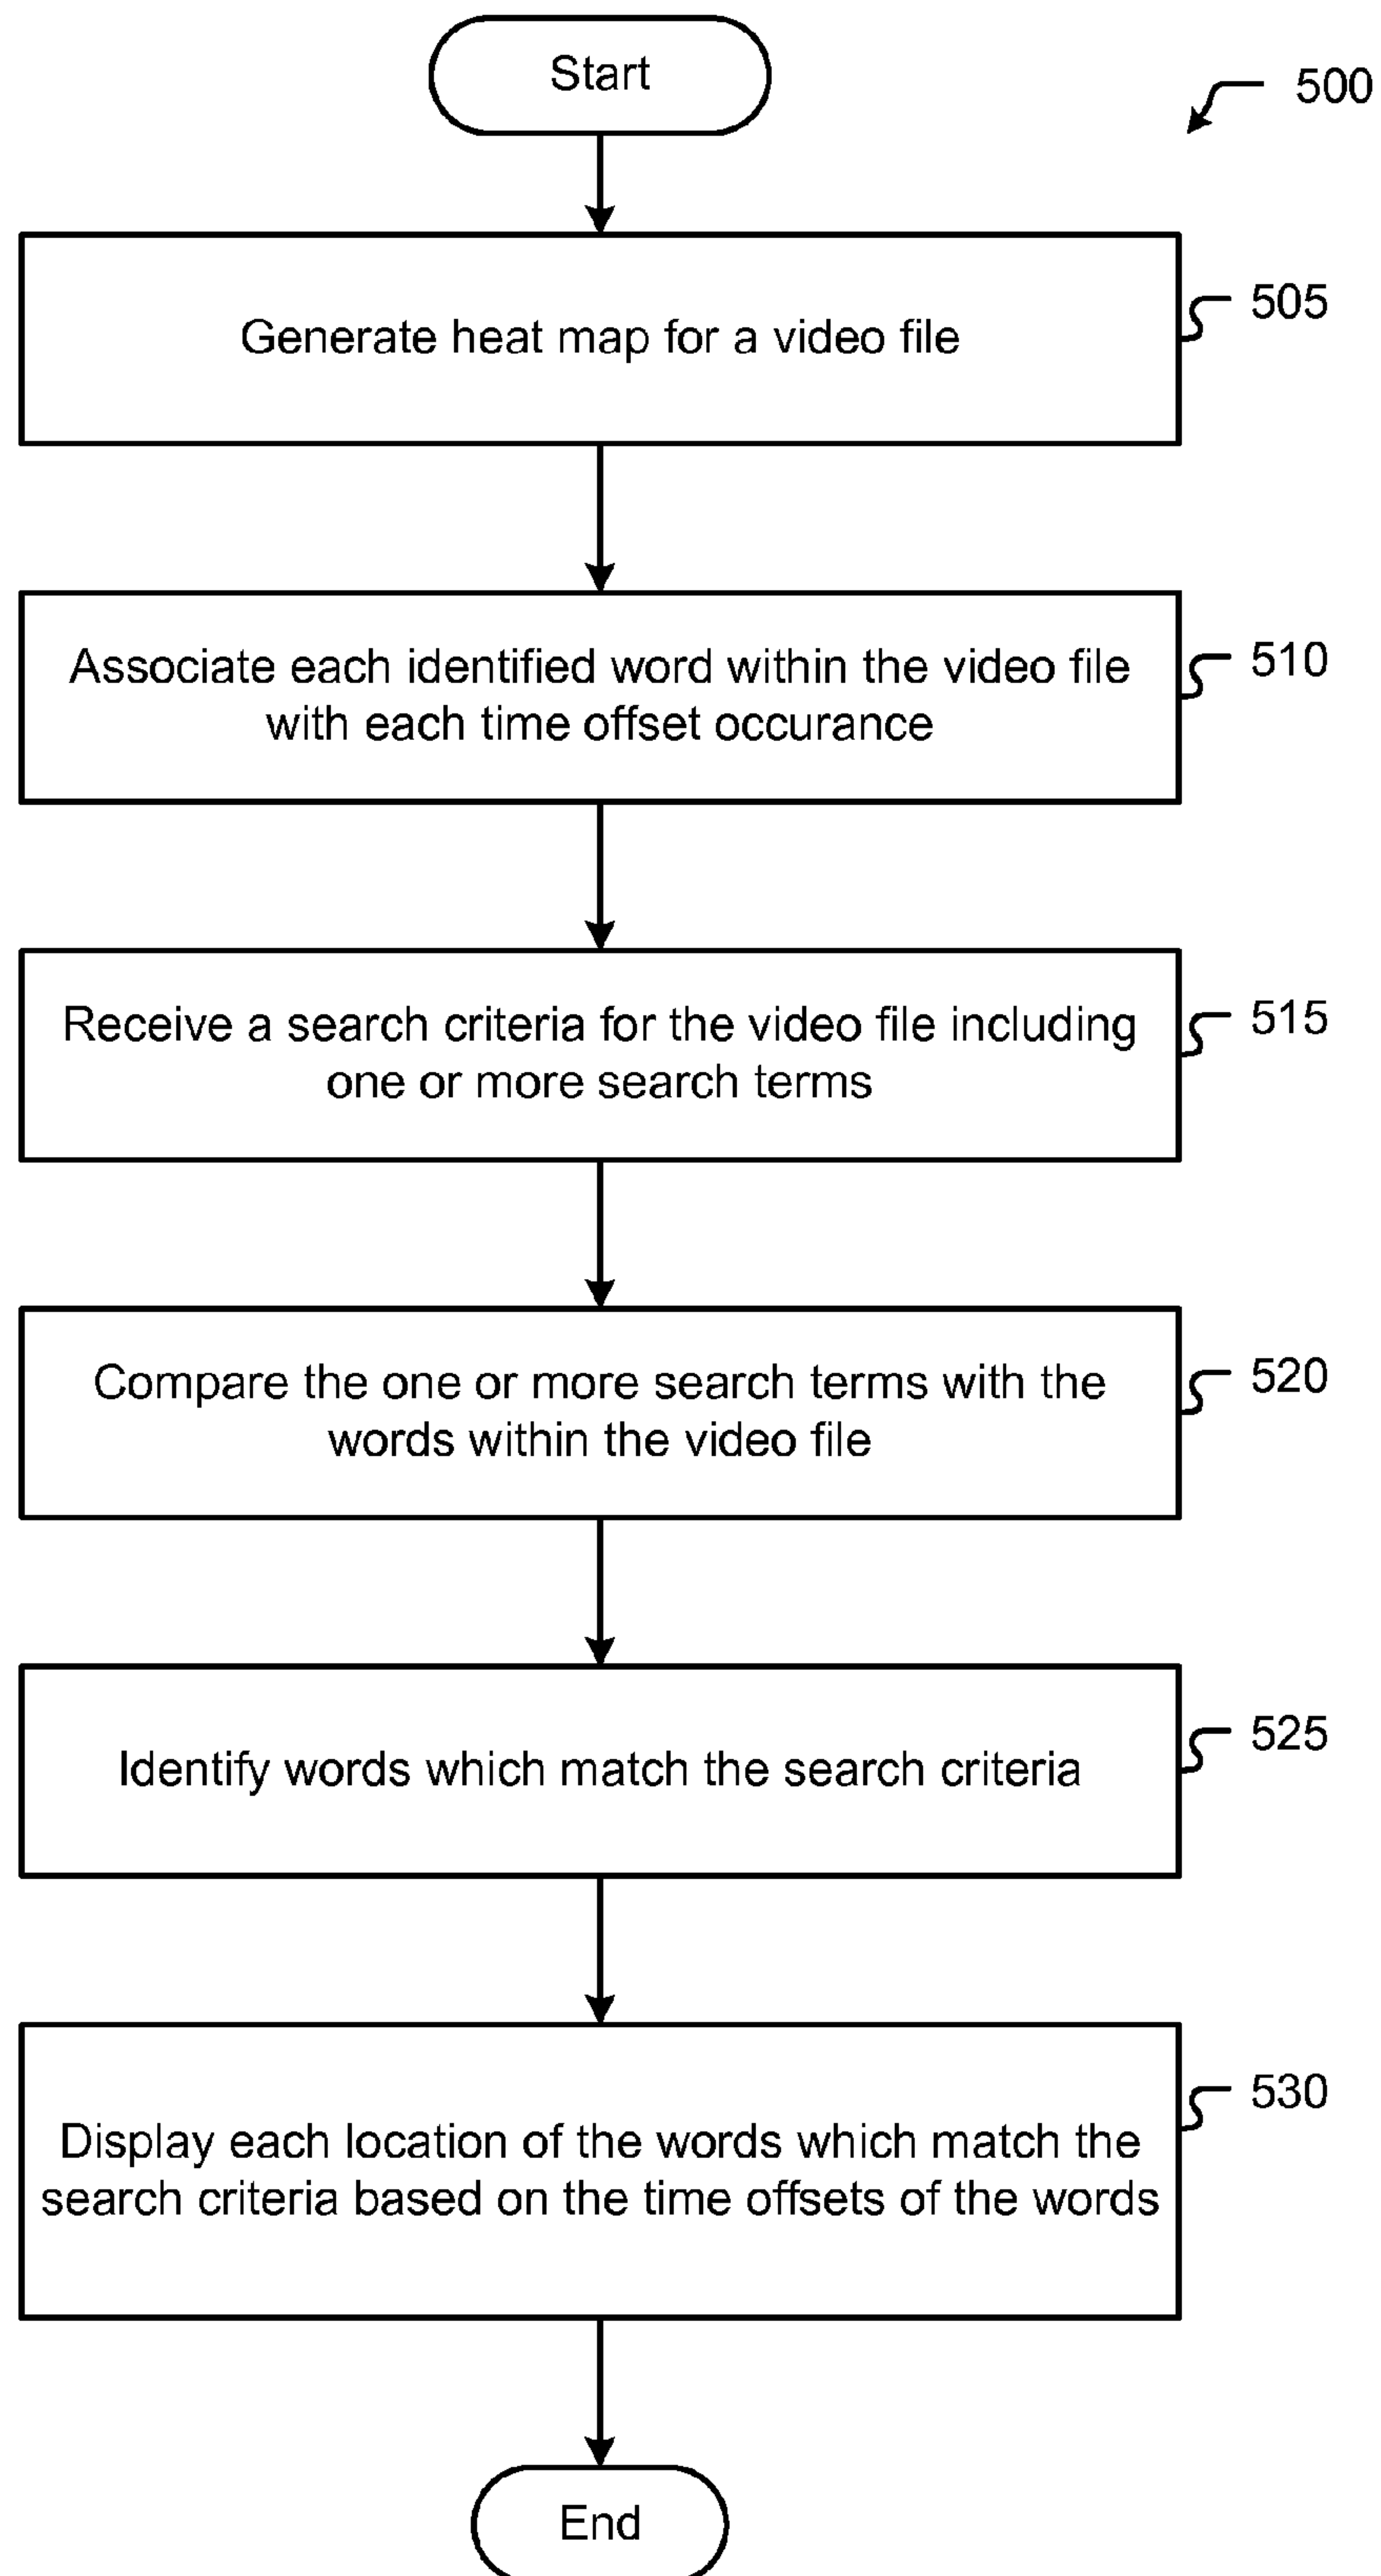 Start
500
Generate heat map for a video file
505
Associate each identified word within the video file
with each time offset occurance
510
Receive a search criteria for the video file including
one or more search terms
515
Compare the one or more search terms with the
words within the video file
520
Identify words which match the search criteria
525
Display each location of the words which match the
search criteria based on the time offsets of the words
530
End